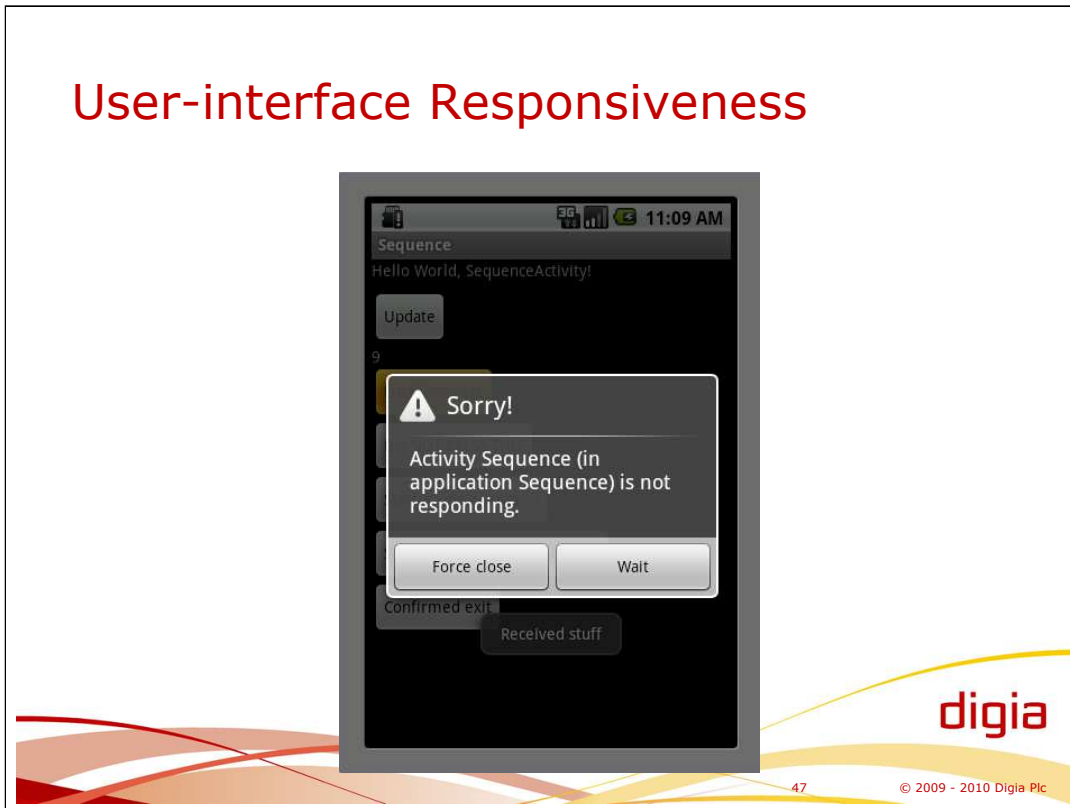 User-interface Responsiveness
3G
11:09 AM
Sequence
Hello World, SequenceActivity!
Update
9
Sorry!
Activity Sequence (in
application Sequence) is not
responding.
Force close
Wait
Confirmed exit
Received stuff
digia
47
© 2009 - 2010 Digia Plc